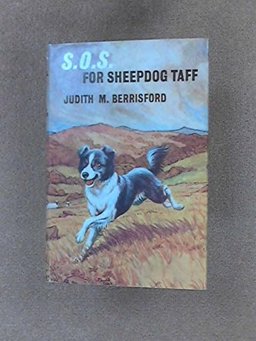 S.O.S.
FOR SHEEPDOG TAFF
JUDITH M. BERRISFORD